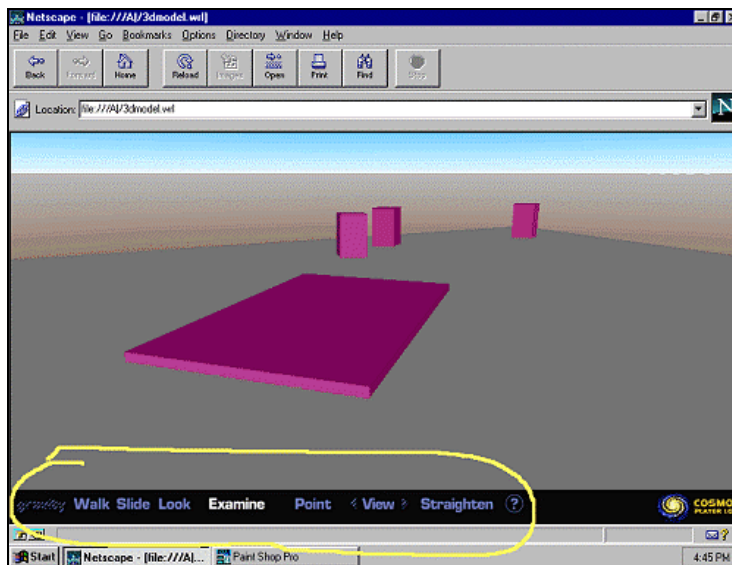 Netscape - [file:///A|/3dmodel.wrl]
File Edit View Go Bookmarks Options Directory Window Help
Back Forward Home Reload Images Open Print Find Stop
Location: file:///A|/3dmodel.wrl
N
gravity Walk Slide Look Examine Point View Straighten ?
COSMO
Start Netscape - [file:///A|... Paint Shop Pro 4:45 PM